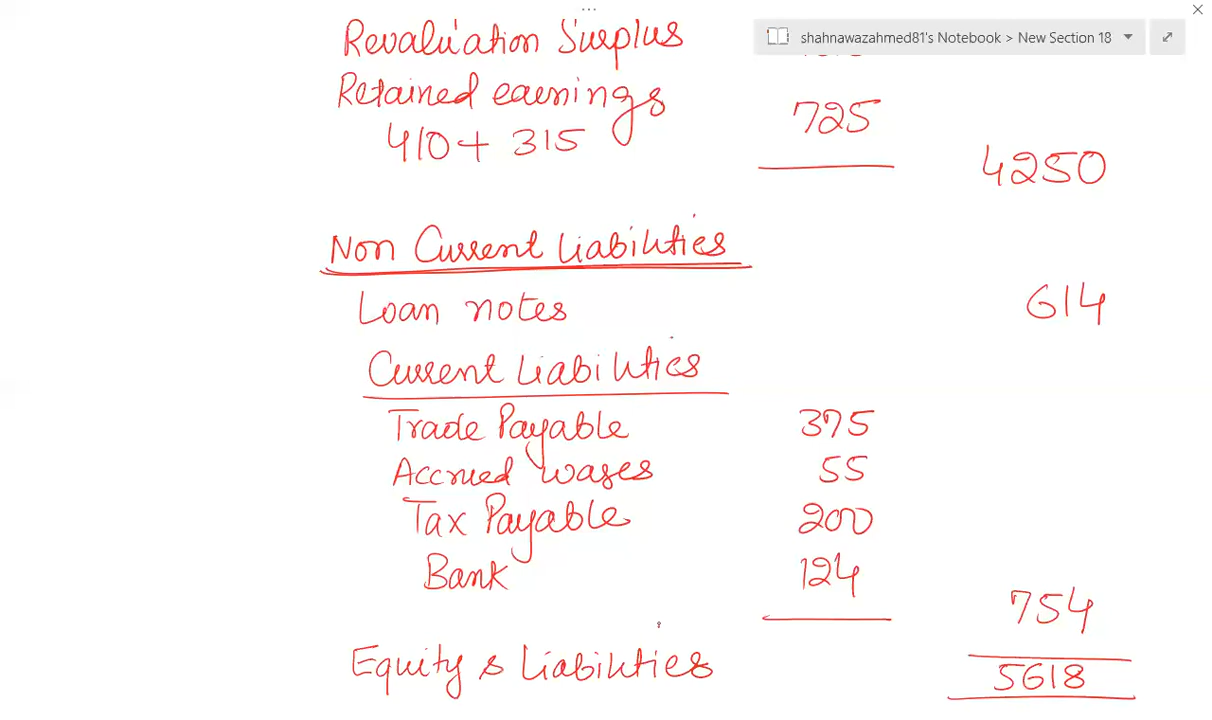 ...
shahnawazahmed81's Notebook > New Section 18
Revaluation Surplus
Retained earnings 725
410 + 315
4250
Non Current Liabilities
Loan notes 614
Current Liabilities
Trade Payable 375
Accrued wages 55
Tax Payable 200
Bank 124
754
Equity & Liabilities 5618